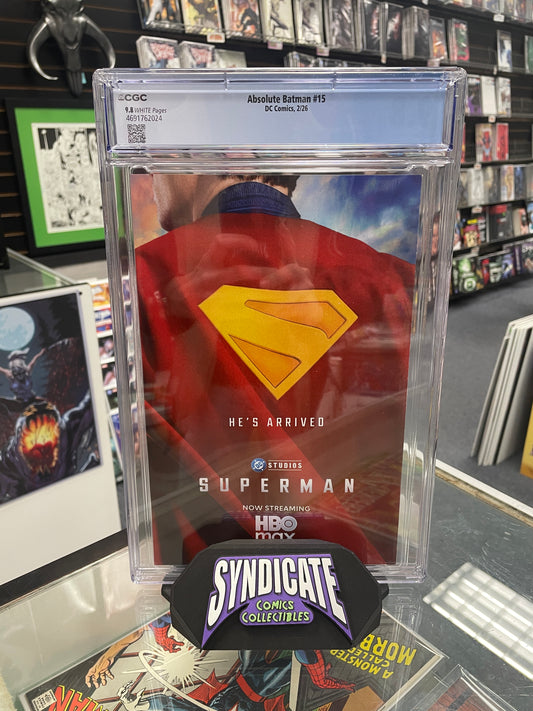 CGC
Absolute Batman #15
DC Comics, 2/26
9.8 WHITE Pages
4691762024
HE'S ARRIVED
DC STUDIOS
SUPERMAN
NOW STREAMING
HBO
max
SYNDICATE
COMICS
COLLECTIBLES
A MONSTER
CALLED
MORB